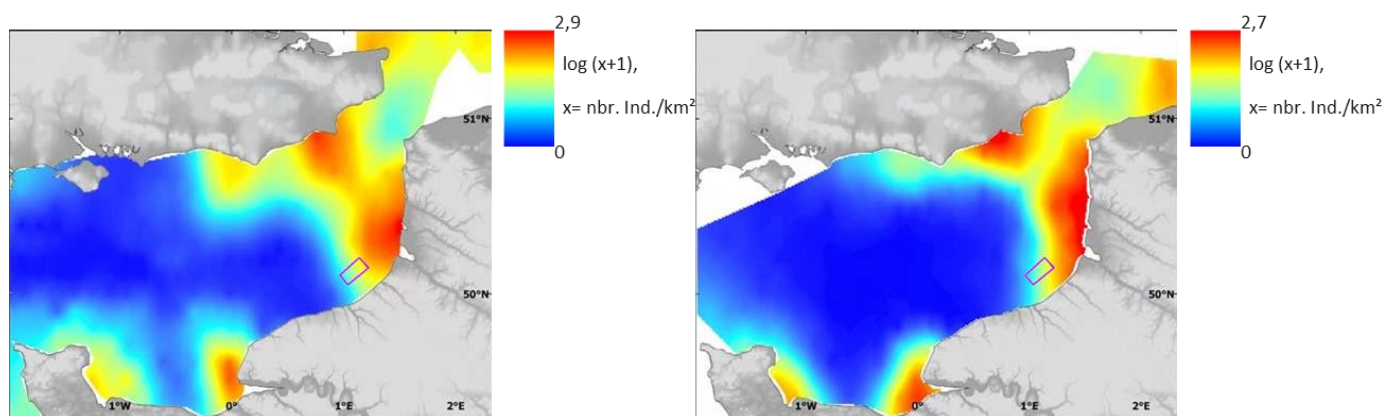 2,9
log (x+1),
x= nbr. Ind./km²
0
51°N
50°N
1°W
0°
1°E
2°E
2,7
log (x+1),
x= nbr. Ind./km²
0
51°N
50°N
1°W
0°
1°E
2°E